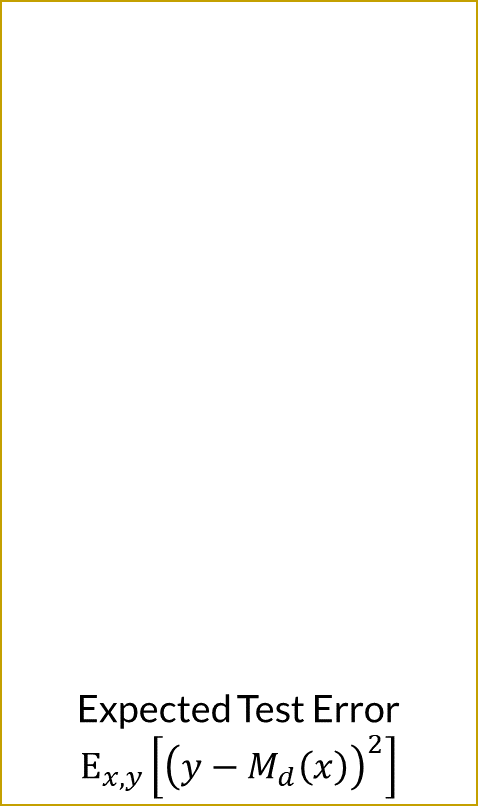 Expected Test Error
E_{x,y}[(y − M_d(x))^2]